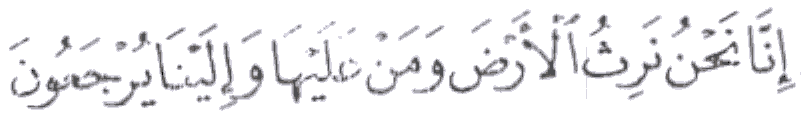 إِنَّا نَحْنُ نَرِثُ ٱلْأَرْضَ وَمَنْ عَلَيْهَا وَإِلَيْنَا يُرْجَعُونَ